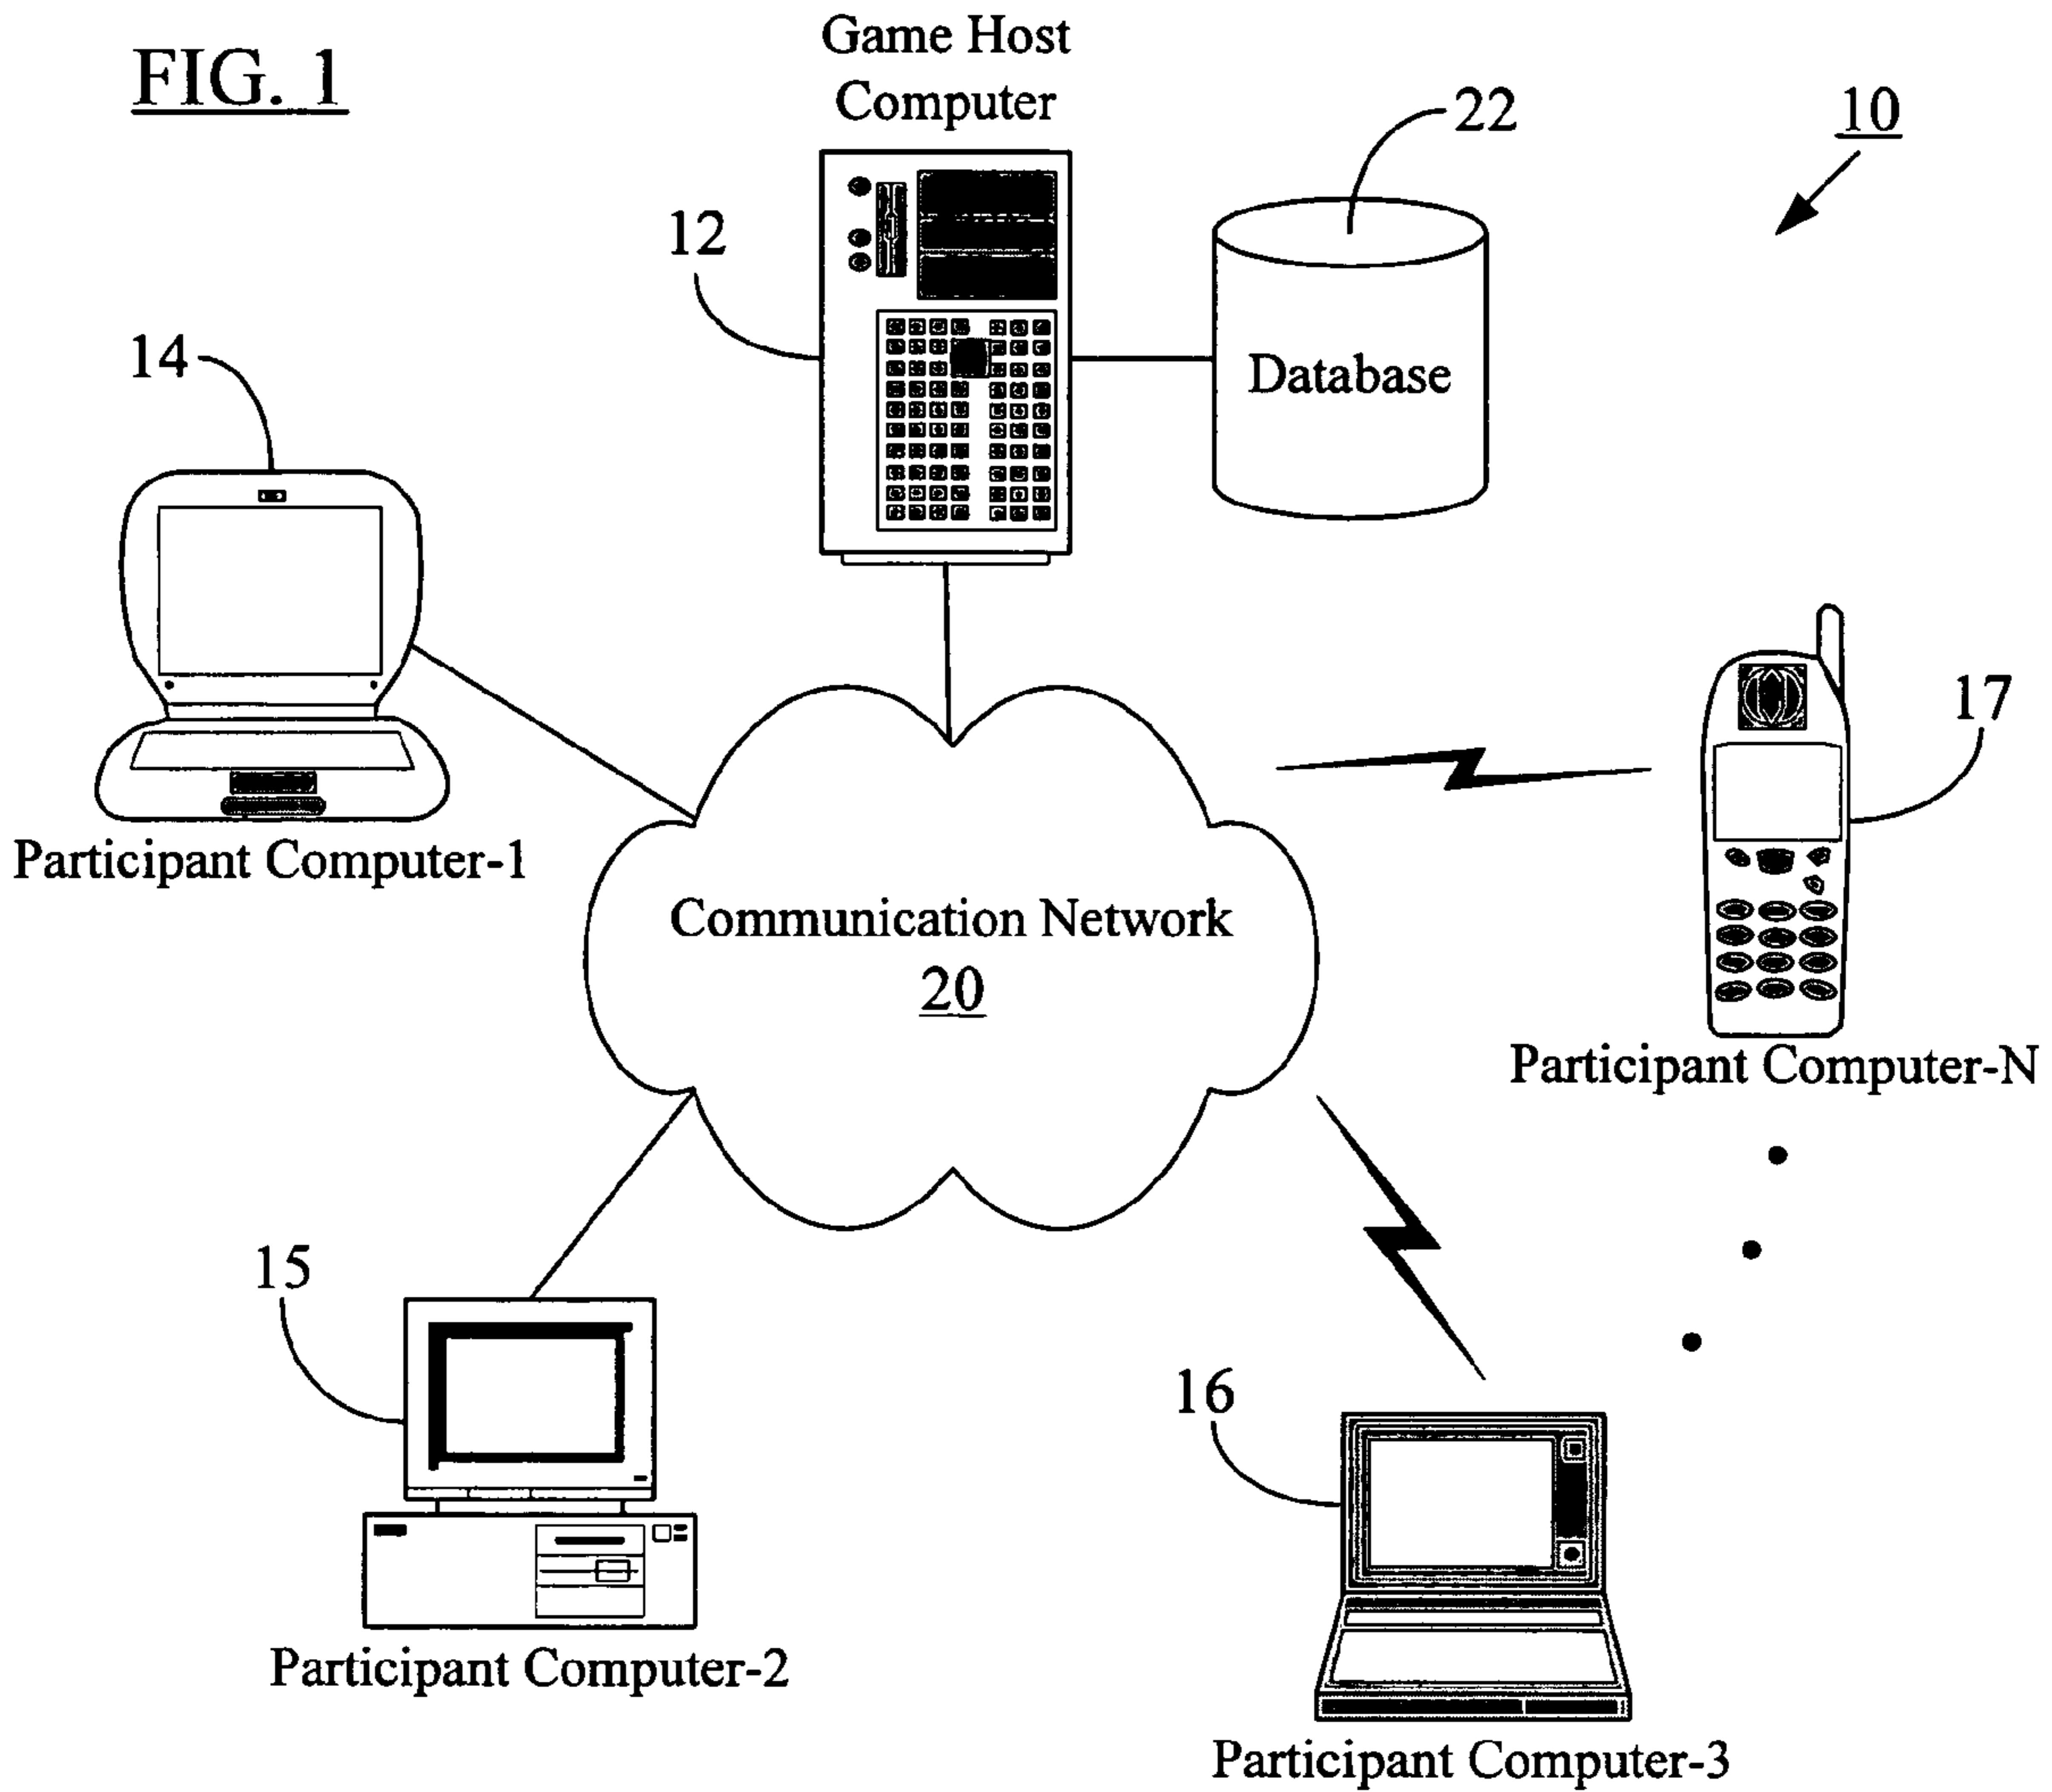 FIG. 1
Game Host
Computer
22
10
12
Database
14
17
Participant Computer-1
Communication Network
20
Participant Computer-N
15
16
Participant Computer-2
Participant Computer-3